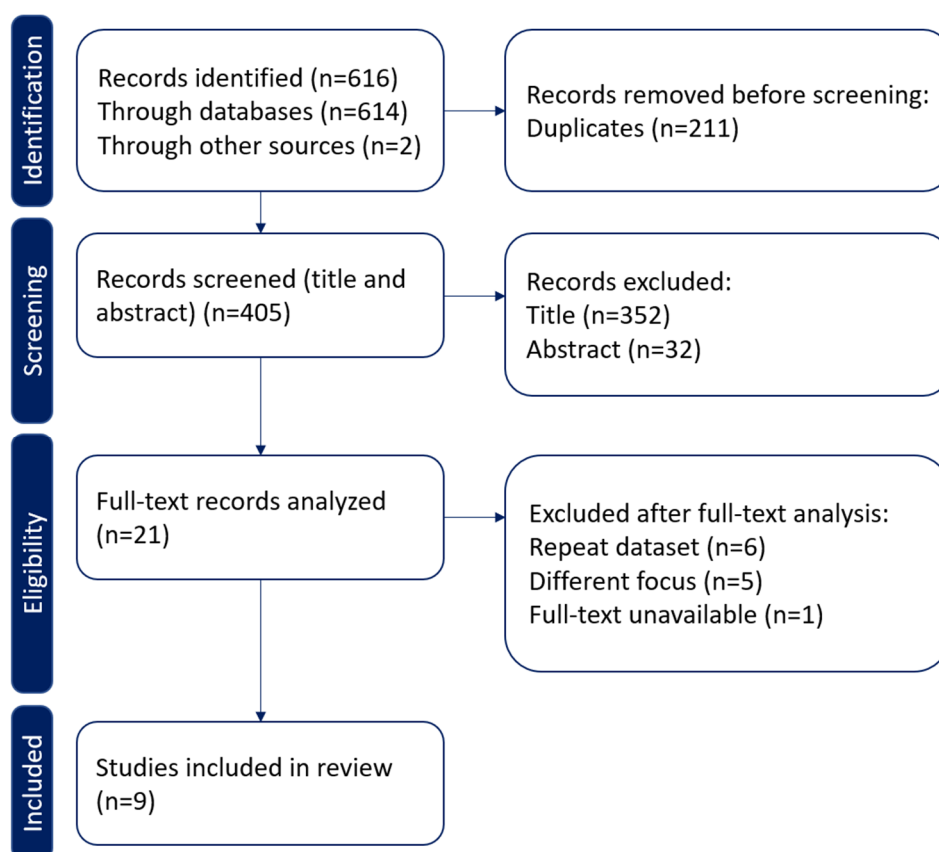 Identification
Records identified (n=616)
Through databases (n=614)
Through other sources (n=2)
Records removed before screening:
Duplicates (n=211)
Screening
Records screened (title and
abstract) (n=405)
Records excluded:
Title (n=352)
Abstract (n=32)
Eligibility
Full-text records analyzed
(n=21)
Excluded after full-text analysis:
Repeat dataset (n=6)
Different focus (n=5)
Full-text unavailable (n=1)
Included
Studies included in review
(n=9)